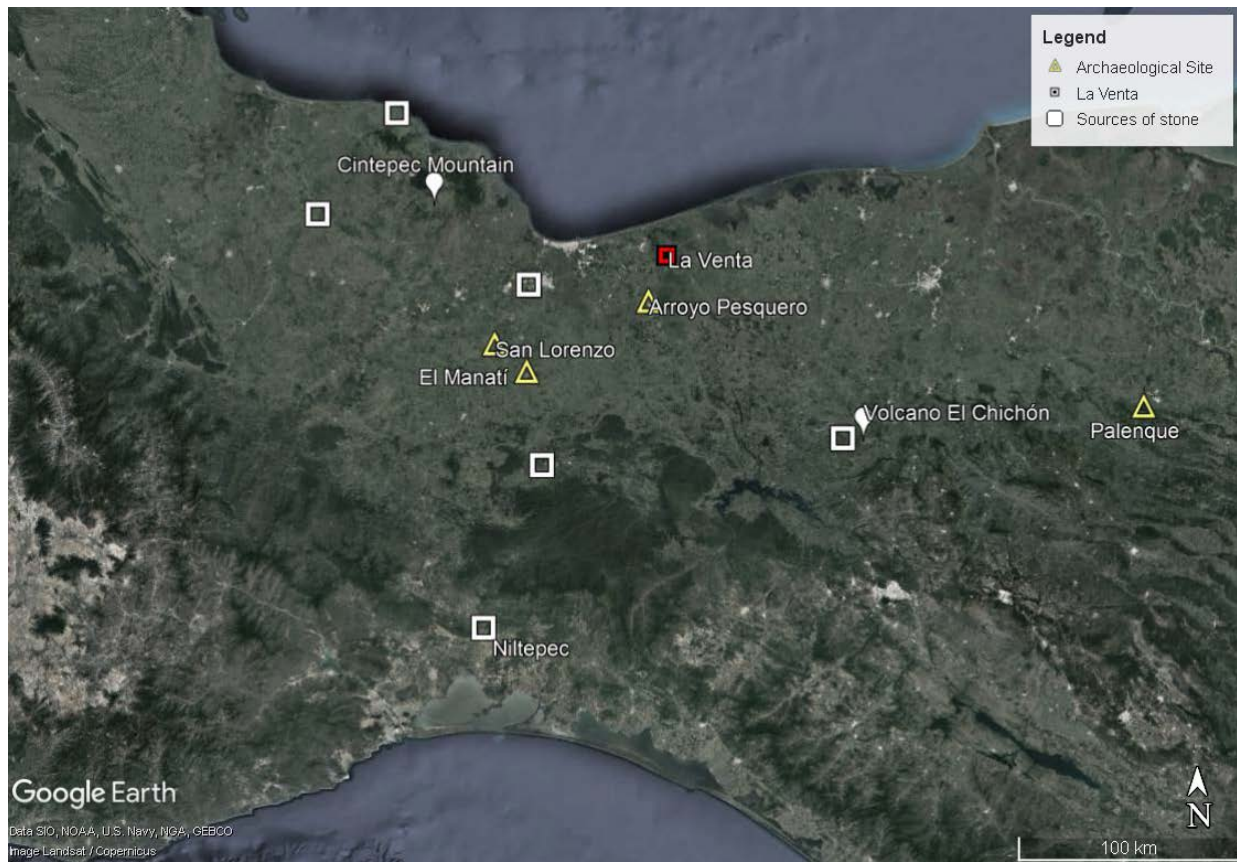 Legend
Archaeological Site
La Venta
Sources of stone
Cintepec Mountain
La Venta
Arroyo Pesquero
San Lorenzo
El Manatí
Volcano El Chichón
Palenque
Niltepec
Google Earth
N
Data SIO, NOAA, U.S. Navy, NGA, GEBCO
Image Landsat / Copernicus
100 km